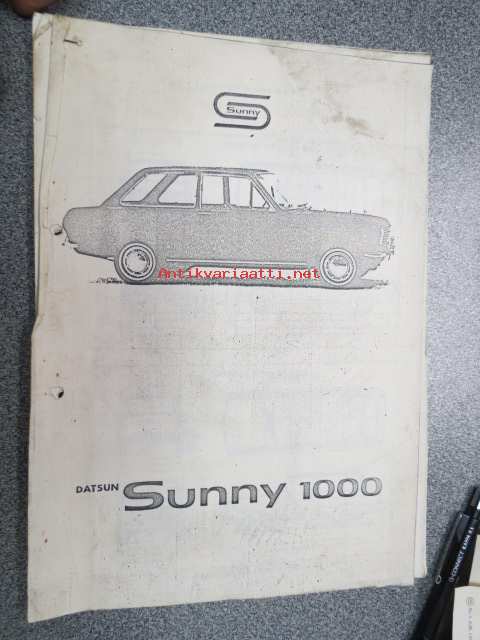 Sunny
Antikvariaatti.net
DATSUN Sunny 1000